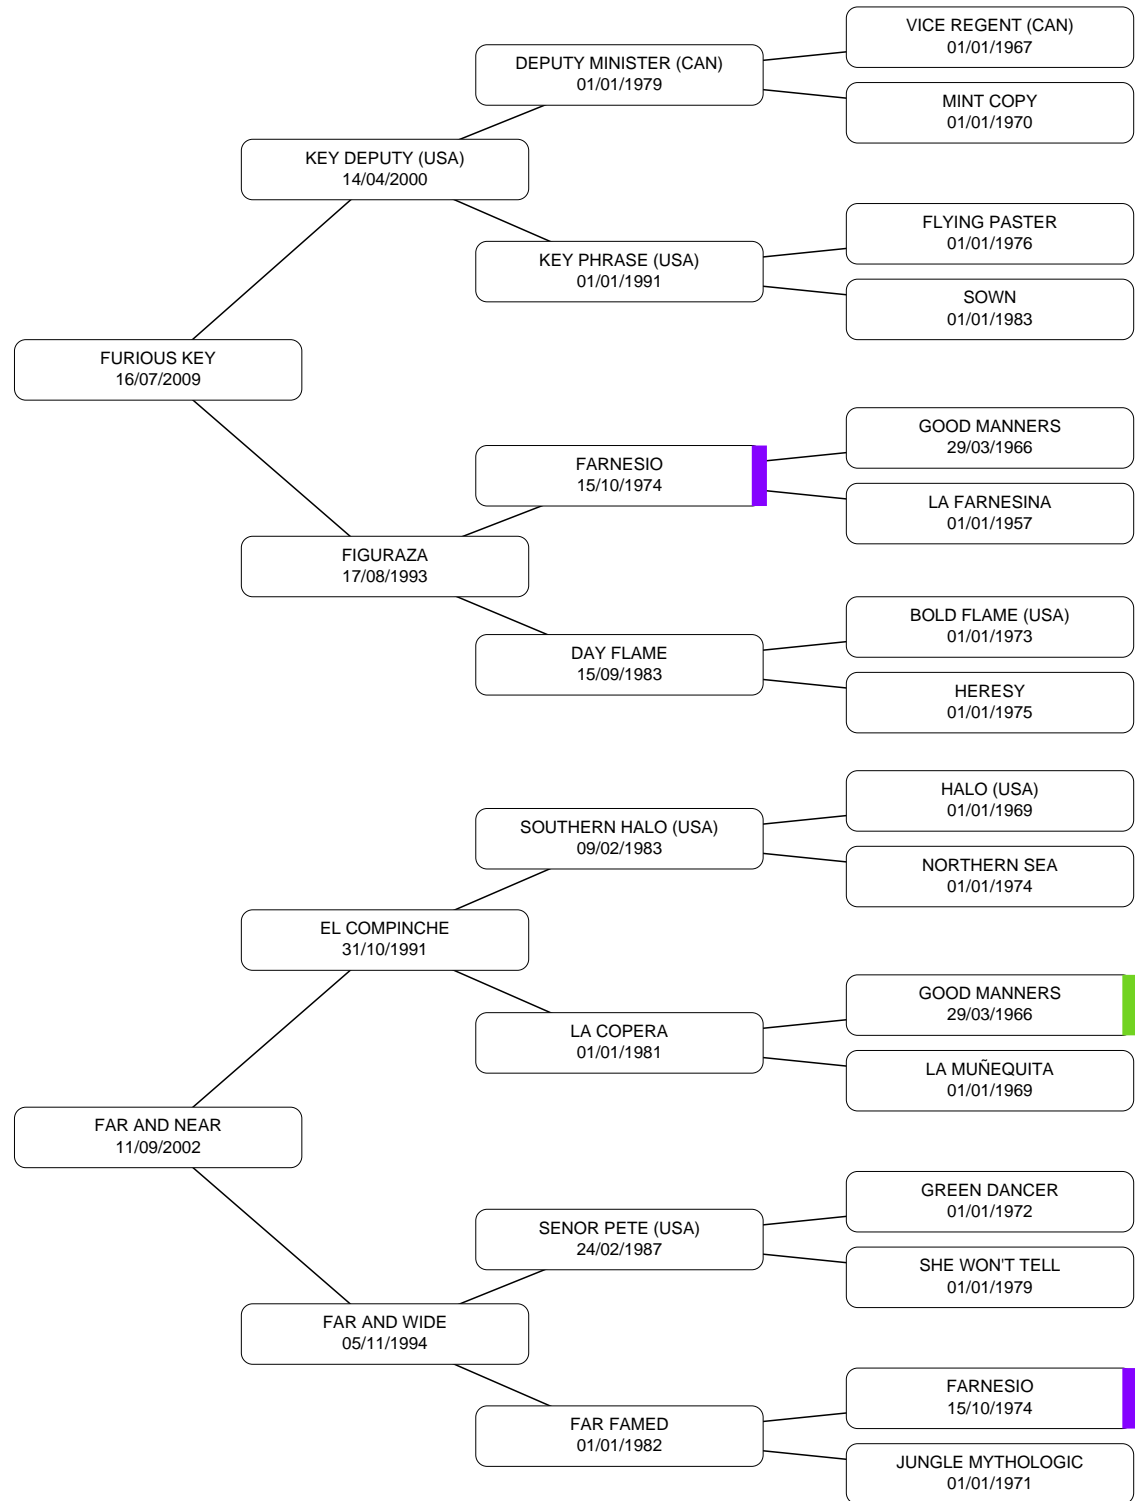 VICE REGENT (CAN)
01/01/1967
DEPUTY MINISTER (CAN)
01/01/1979
MINT COPY
01/01/1970
KEY DEPUTY (USA)
14/04/2000
FLYING PASTER
01/01/1976
KEY PHRASE (USA)
01/01/1991
SOWN
01/01/1983
FURIOUS KEY
16/07/2009
GOOD MANNERS
29/03/1966
FARNESIO
15/10/1974
LA FARNESINA
01/01/1957
FIGURAZA
17/08/1993
BOLD FLAME (USA)
01/01/1973
DAY FLAME
15/09/1983
HERESY
01/01/1975
HALO (USA)
01/01/1969
SOUTHERN HALO (USA)
09/02/1983
NORTHERN SEA
01/01/1974
EL COMPINCHE
31/10/1991
GOOD MANNERS
29/03/1966
LA COPERA
01/01/1981
LA MUÑEQUITA
01/01/1969
FAR AND NEAR
11/09/2002
GREEN DANCER
01/01/1972
SENOR PETE (USA)
24/02/1987
SHE WON'T TELL
01/01/1979
FAR AND WIDE
05/11/1994
FARNESIO
15/10/1974
FAR FAMED
01/01/1982
JUNGLE MYTHOLOGIC
01/01/1971